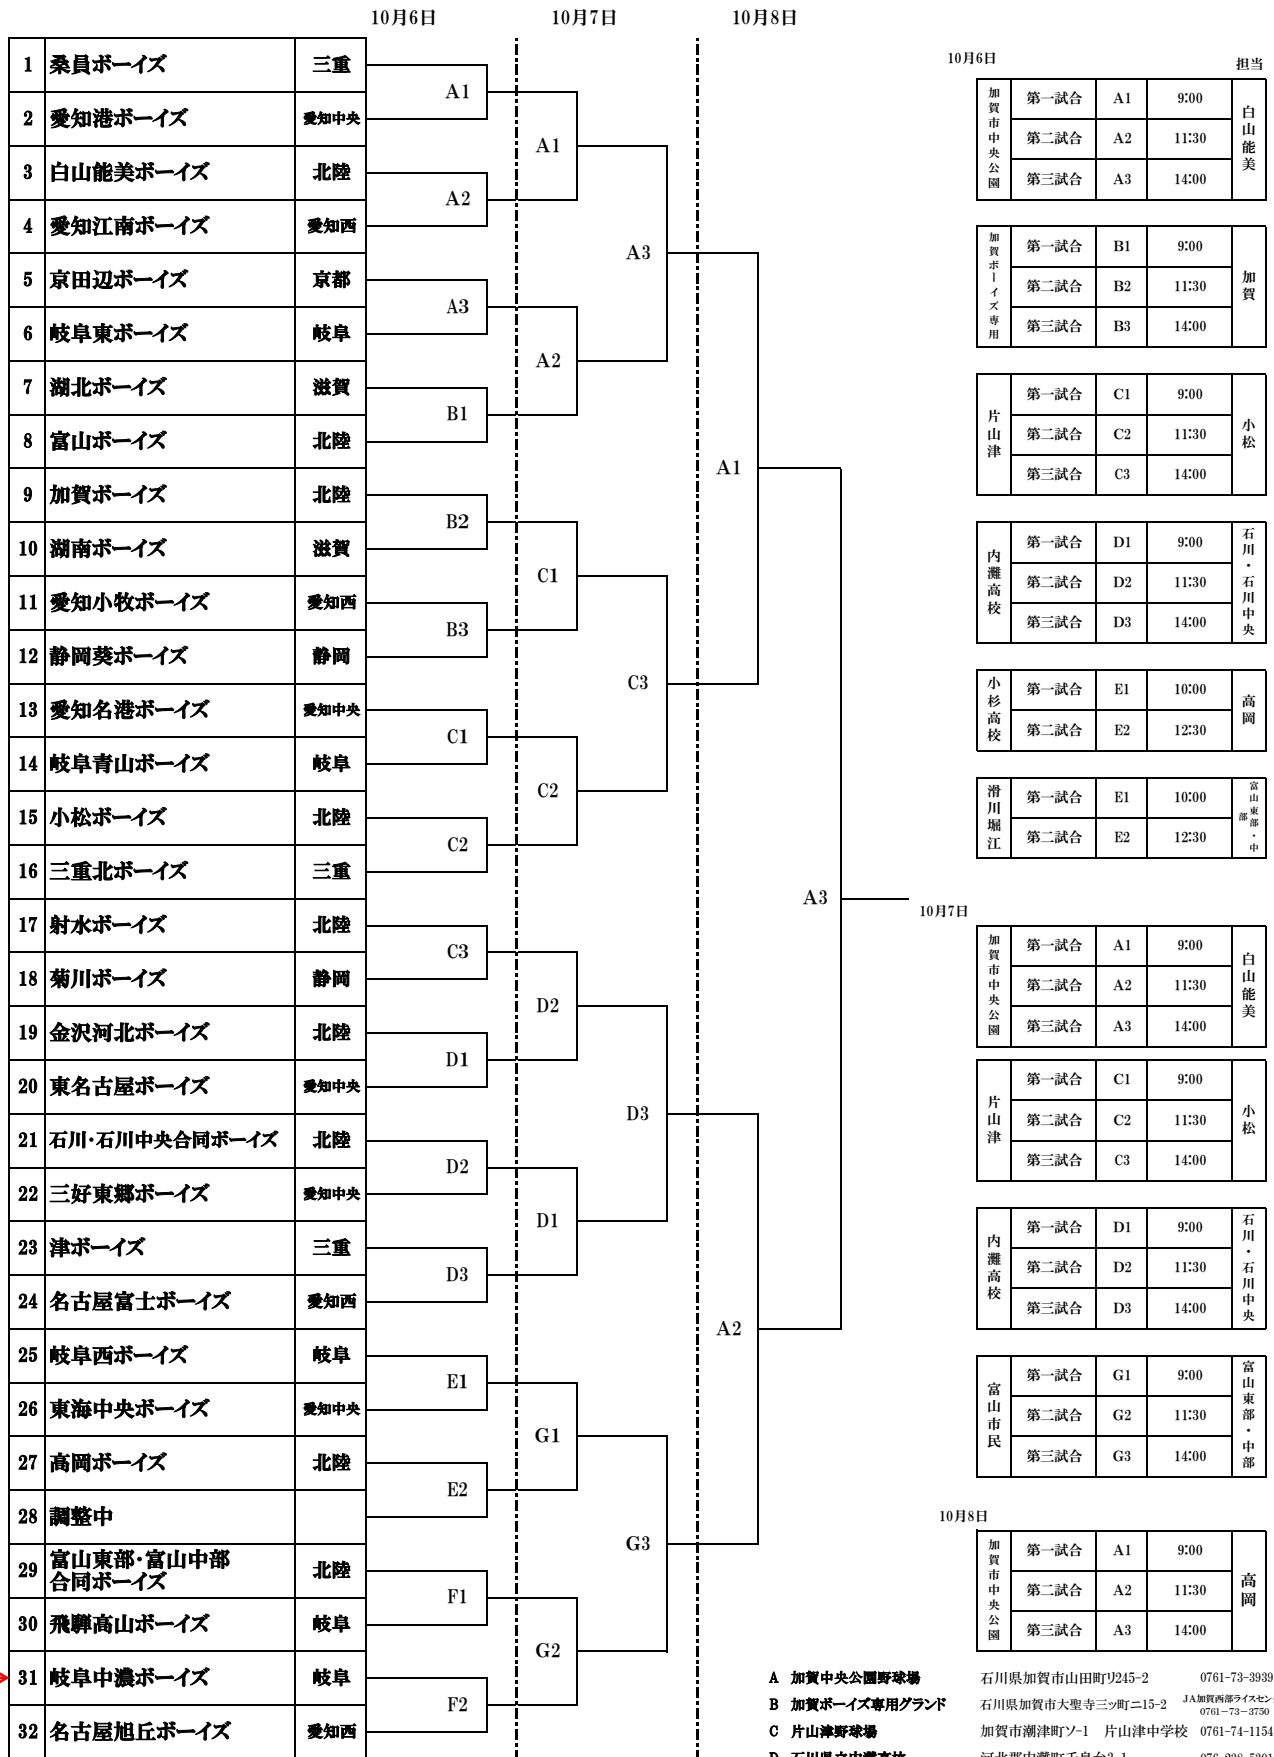 10月6日 10月7日 10月8日
1 桑員ボーイズ 三重
2 愛知港ボーイズ 愛知中央
3 白山能美ボーイズ 北陸
4 愛知江南ボーイズ 愛知西
5 京田辺ボーイズ 京都
6 岐阜東ボーイズ 岐阜
7 湖北ボーイズ 滋賀
8 富山ボーイズ 北陸
9 加賀ボーイズ 北陸
10 湖南ボーイズ 滋賀
11 愛知小牧ボーイズ 愛知西
12 静岡葵ボーイズ 静岡
13 愛知名港ボーイズ 愛知中央
14 岐阜青山ボーイズ 岐阜
15 小松ボーイズ 北陸
16 三重北ボーイズ 三重
17 射水ボーイズ 北陸
18 菊川ボーイズ 静岡
19 金沢河北ボーイズ 北陸
20 東名古屋ボーイズ 愛知中央
21 石川・石川中央合同ボーイズ 北陸
22 三好東郷ボーイズ 愛知中央
23 津ボーイズ 三重
24 名古屋富士ボーイズ 愛知西
25 岐阜西ボーイズ 岐阜
26 東海中央ボーイズ 愛知中央
27 高岡ボーイズ 北陸
28 調整中
29 富山東部・富山中部
合同ボーイズ 北陸
30 飛騨高山ボーイズ 岐阜
31 岐阜中濃ボーイズ 岐阜
32 名古屋旭丘ボーイズ 愛知西
A1
A2
A3
B1
B2
B3
C1
C2
C3
D1
D2
D3
E1
E2
F1
F2
A1
A2
C1
C2
D2
D1
G1
G2
A3
C3
D3
G3
A1
A2
A3
10月6日 担当
加賀市中央公園 白山能美
第一試合 A1 9:00
第二試合 A2 11:30
第三試合 A3 14:00
加賀ボーイズ専用 加賀
第一試合 B1 9:00
第二試合 B2 11:30
第三試合 B3 14:00
片山津 小松
第一試合 C1 9:00
第二試合 C2 11:30
第三試合 C3 14:00
内灘高校 石川・石川中央
第一試合 D1 9:00
第二試合 D2 11:30
第三試合 D3 14:00
小杉高校 高岡
第一試合 E1 10:00
第二試合 E2 12:30
滑川堀江 富山東部・中部
第一試合 E1 10:00
第二試合 E2 12:30
10月7日
加賀市中央公園 白山能美
第一試合 A1 9:00
第二試合 A2 11:30
第三試合 A3 14:00
片山津 小松
第一試合 C1 9:00
第二試合 C2 11:30
第三試合 C3 14:00
内灘高校 石川・石川中央
第一試合 D1 9:00
第二試合 D2 11:30
第三試合 D3 14:00
富山市民 富山東部・中部
第一試合 G1 9:00
第二試合 G2 11:30
第三試合 G3 14:00
10月8日
加賀市中央公園 高岡
第一試合 A1 9:00
第二試合 A2 11:30
第三試合 A3 14:00
A 加賀中央公園野球場 石川県加賀市山田町リ245-2 0761-73-3939
B 加賀ボーイズ専用グランド 石川県加賀市大聖寺三ッ町ニ15-2 JA加賀西部ライスセン
0761-73-3750
C 片山津野球場 加賀市潮津町ソ-1 片山津中学校 0761-74-1154